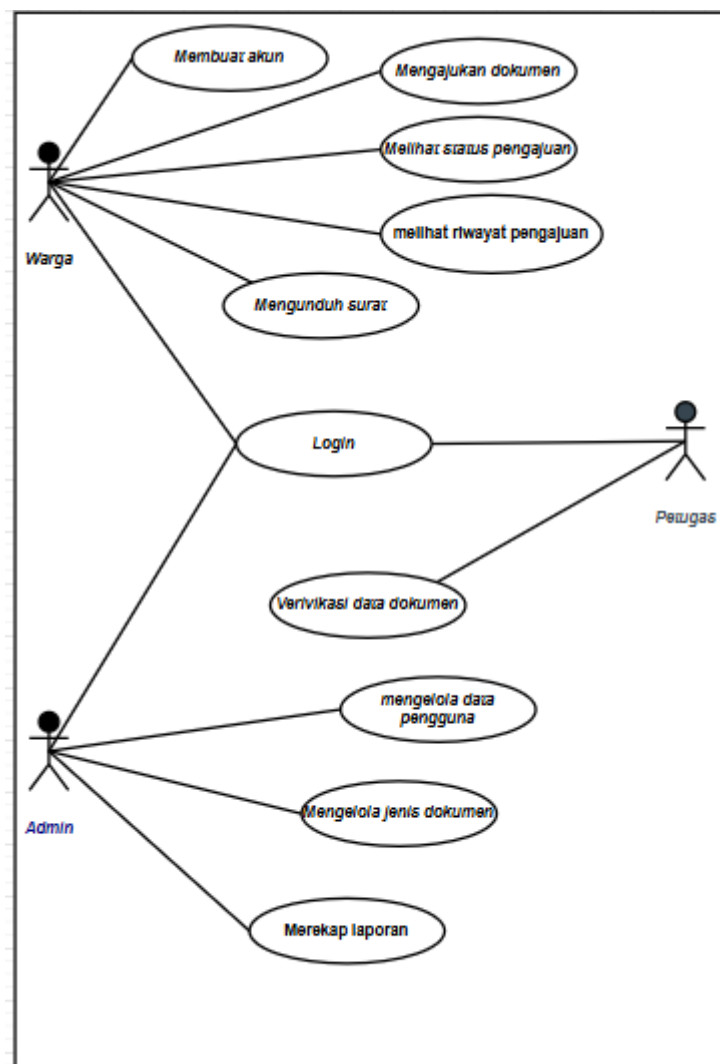 Membuat akun
Mengajukan dokumen
Melihat status pengajuan
melihat riwayat pengajuan
Warga
Mengunduh surat
Login
Petugas
Verivikasi data dokumen
mengelola data
pengguna
Mengelola jenis dokumen
Admin
Merekap laporan